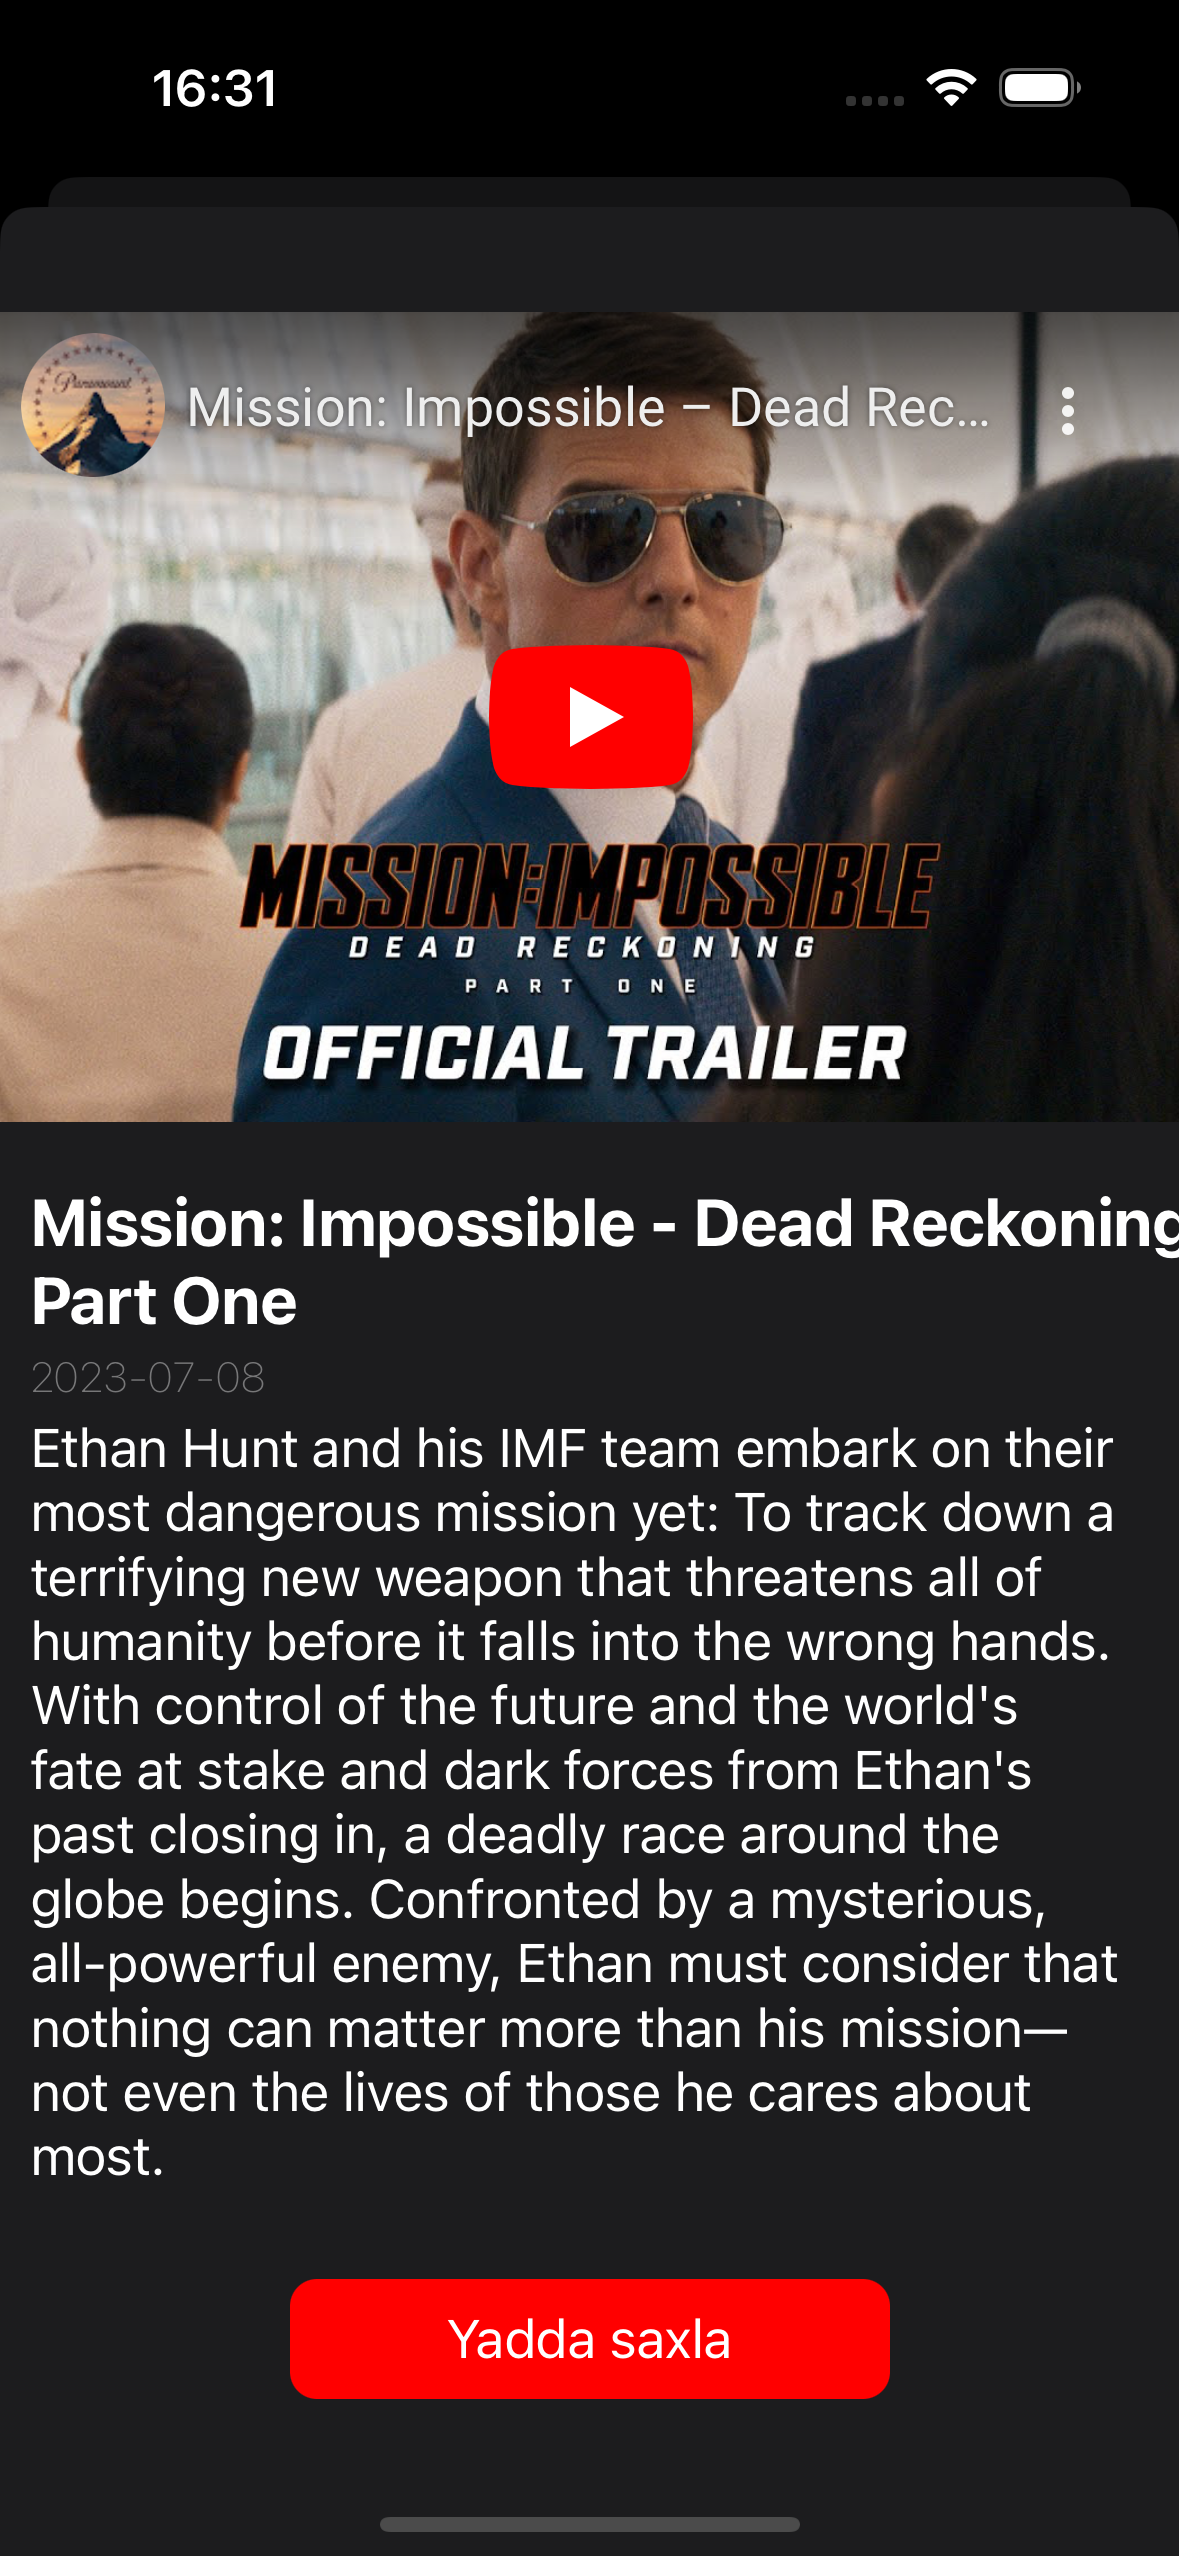 16:31
Paramount
Mission: Impossible – Dead Rec...
MISSION:IMPOSSIBLE
DEAD RECKONING
PART ONE
OFFICIAL TRAILER
Mission: Impossible - Dead Reckoning
Part One
2023-07-08
Ethan Hunt and his IMF team embark on their
most dangerous mission yet: To track down a
terrifying new weapon that threatens all of
humanity before it falls into the wrong hands.
With control of the future and the world's
fate at stake and dark forces from Ethan's
past closing in, a deadly race around the
globe begins. Confronted by a mysterious,
all-powerful enemy, Ethan must consider that
nothing can matter more than his mission—
not even the lives of those he cares about
most.
Yadda saxla